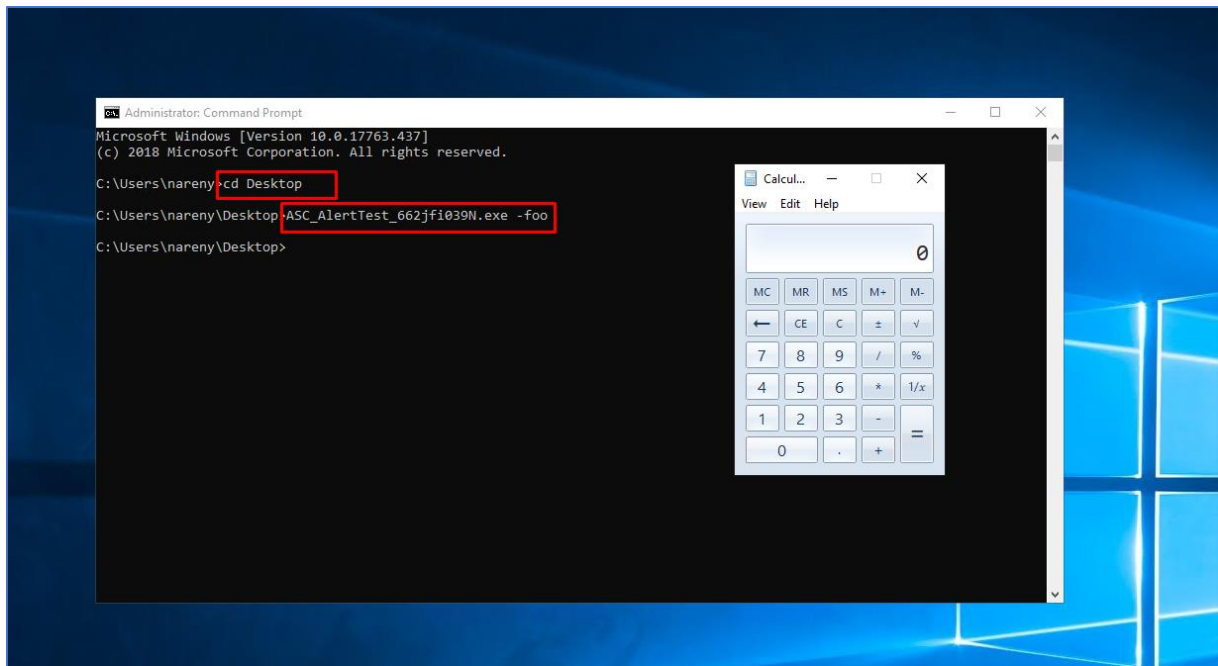 Administrator: Command Prompt
Microsoft Windows [Version 10.0.17763.437]
(c) 2018 Microsoft Corporation. All rights reserved.
C:\Users\nareny>cd Desktop
C:\Users\nareny\Desktop>ASC_AlertTest_662jfi039N.exe -foo
C:\Users\nareny\Desktop>
Calcul...
View Edit Help
0
MC MR MS M+ M-
← CE C ± √
7 8 9 / %
4 5 6 * 1/x
1 2 3 - =
0 . +